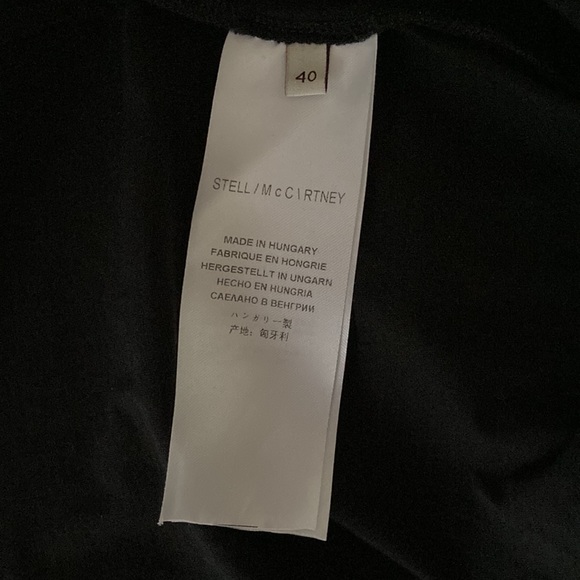 40
STELL/McC\RTNEY
MADE IN HUNGARY
FABRIQUE EN HONGRIE
HERGESTELLT IN UNGARN
HECHO EN HUNGRIA
СДЕЛАНО В ВЕНГРИИ
ハンガリー製
产地：匈牙利